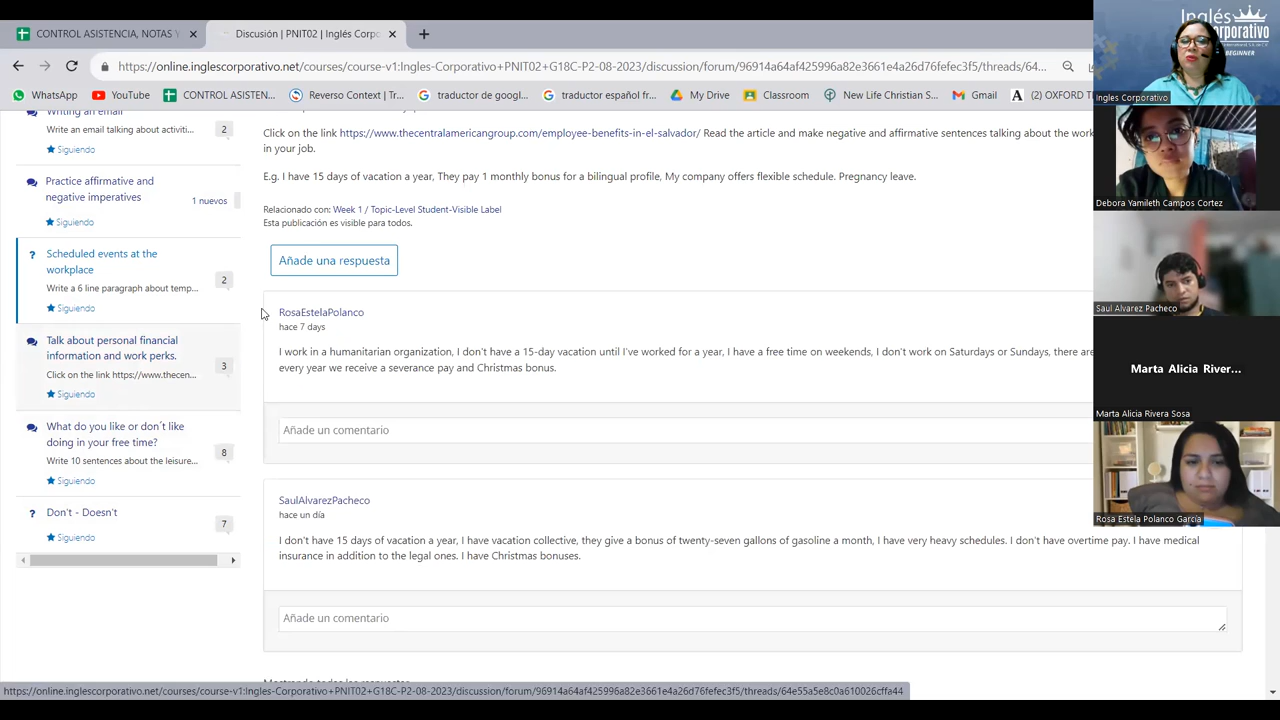 CONTROL ASISTENCIA, NOTAS Y
Discusión | PNIT02 | Inglés Corpo
https://online.inglescorporativo.net/courses/course-v1:Ingles-Corporativo+PNIT02+G18C-P2-08-2023/discussion/forum/96914a64af425996a82e3661e4a26d76fefec3f5/threads/64...
WhatsApp
YouTube
CONTROL ASISTEN...
Reverso Context | Tr...
traductor de googl...
traductor español fr...
My Drive
Classroom
New Life Christian S...
Gmail
(2) OXFORD T
Inglés
Corporativo
BEGINNER
Ingles Corporativo
Debora Yamileth Campos Cortez
Saul Alvarez Pacheco
Marta Alicia River...
Marta Alicia Rivera Sosa
Rosa Estela Polanco García
Writing an email
Write an email talking about activiti...
2
Siguiendo
Practice affirmative and
negative imperatives
1 nuevos
Siguiendo
Scheduled events at the
workplace
Write a 6 line paragraph about temp...
2
Siguiendo
Talk about personal financial
information and work perks.
Click on the link https://www.thecen...
3
Siguiendo
What do you like or don´t like
doing in your free time?
Write 10 sentences about the leisure...
8
Siguiendo
Don't - Doesn't
7
Siguiendo
Click on the link https://www.thecentralamericangroup.com/employee-benefits-in-el-salvador/ Read the article and make negative and affirmative sentences talking about the wor
in your job.
E.g. I have 15 days of vacation a year, They pay 1 monthly bonus for a bilingual profile, My company offers flexible schedule. Pregnancy leave.
Relacionado con: Week 1 / Topic-Level Student-Visible Label
Esta publicación es visible para todos.
Añade una respuesta
RosaEstelaPolanco
hace 7 days
I work in a humanitarian organization, I don't have a 15-day vacation until I've worked for a year, I have a free time on weekends, I don't work on Saturdays or Sundays, there are
every year we receive a severance pay and Christmas bonus.
Añade un comentario
SaulAlvarezPacheco
hace un día
I don't have 15 days of vacation a year, I have vacation collective, they give a bonus of twenty-seven gallons of gasoline a month, I have very heavy schedules. I don't have overtime pay. I have medical
insurance in addition to the legal ones. I have Christmas bonuses.
Añade un comentario
https://online.inglescorporativo.net/courses/course-v1:Ingles-Corporativo+PNIT02+G18C-P2-08-2023/discussion/forum/96914a64af425996a82e3661e4a26d76fefec3f5/threads/64e55a5e8c0a610026cffa44